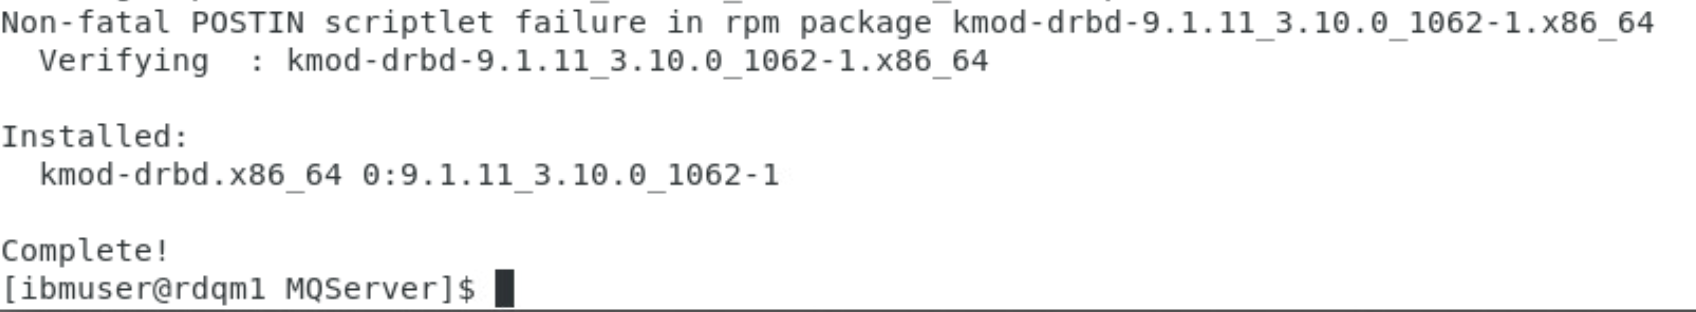 Non-fatal POSTIN scriptlet failure in rpm package kmod-drbd-9.1.11_3.10.0_1062-1.x86_64
  Verifying  : kmod-drbd-9.1.11_3.10.0_1062-1.x86_64
Installed:
  kmod-drbd.x86_64 0:9.1.11_3.10.0_1062-1
Complete!
[ibmuser@rdqm1 MQServer]$